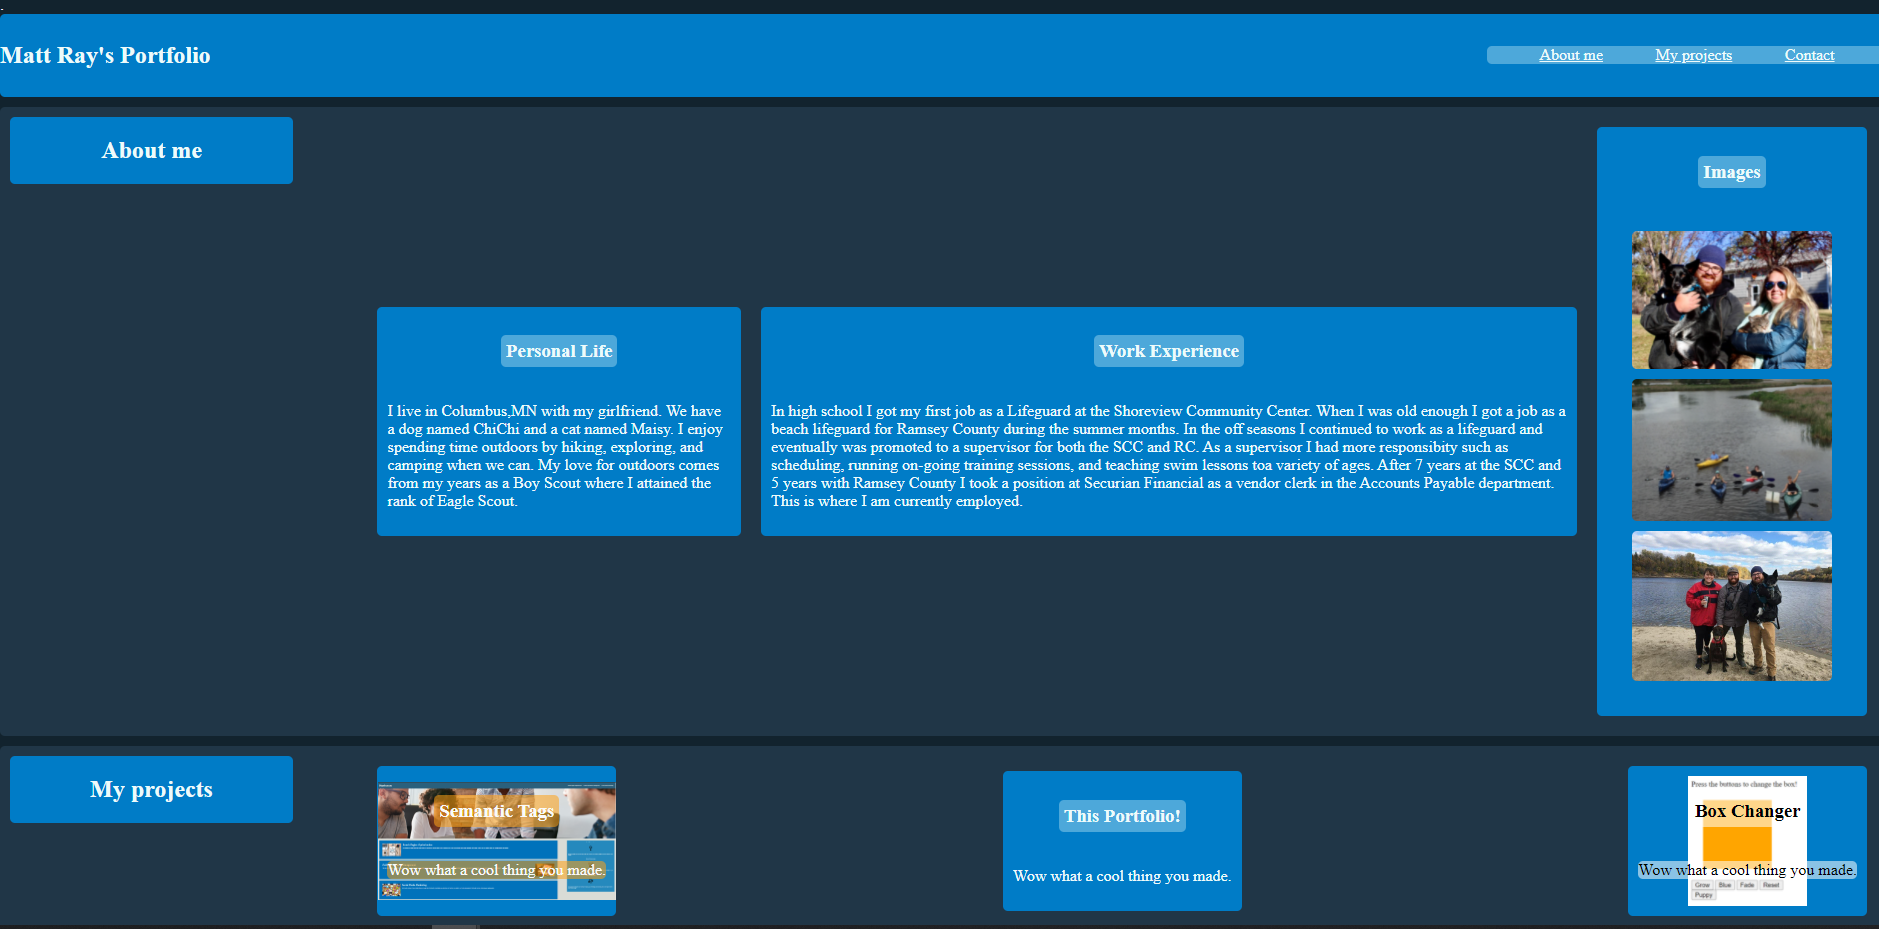 Matt Ray's Portfolio
About me
My projects
Contact
About me
Personal Life
I live in Columbus,MN with my girlfriend. We have
a dog named ChiChi and a cat named Maisy. I enjoy
spending time outdoors by hiking, exploring, and
camping when we can. My love for outdoors comes
from my years as a Boy Scout where I attained the
rank of Eagle Scout.
Work Experience
In high school I got my first job as a Lifeguard at the Shoreview Community Center. When I was old enough I got a job as a
beach lifeguard for Ramsey County during the summer months. In the off seasons I continued to work as a lifeguard and
eventually was promoted to a supervisor for both the SCC and RC. As a supervisor I had more responsibity such as
scheduling, running on-going training sessions, and teaching swim lessons toa variety of ages. After 7 years at the SCC and
5 years with Ramsey County I took a position at Securian Financial as a vendor clerk in the Accounts Payable department.
This is where I am currently employed.
Images
My projects
Semantic Tags
Wow what a cool thing you made.
This Portfolio!
Wow what a cool thing you made.
Press the buttons to change the box!
Box Changer
Wow what a cool thing you made.
Grow Blue Fade Reset
Puppy